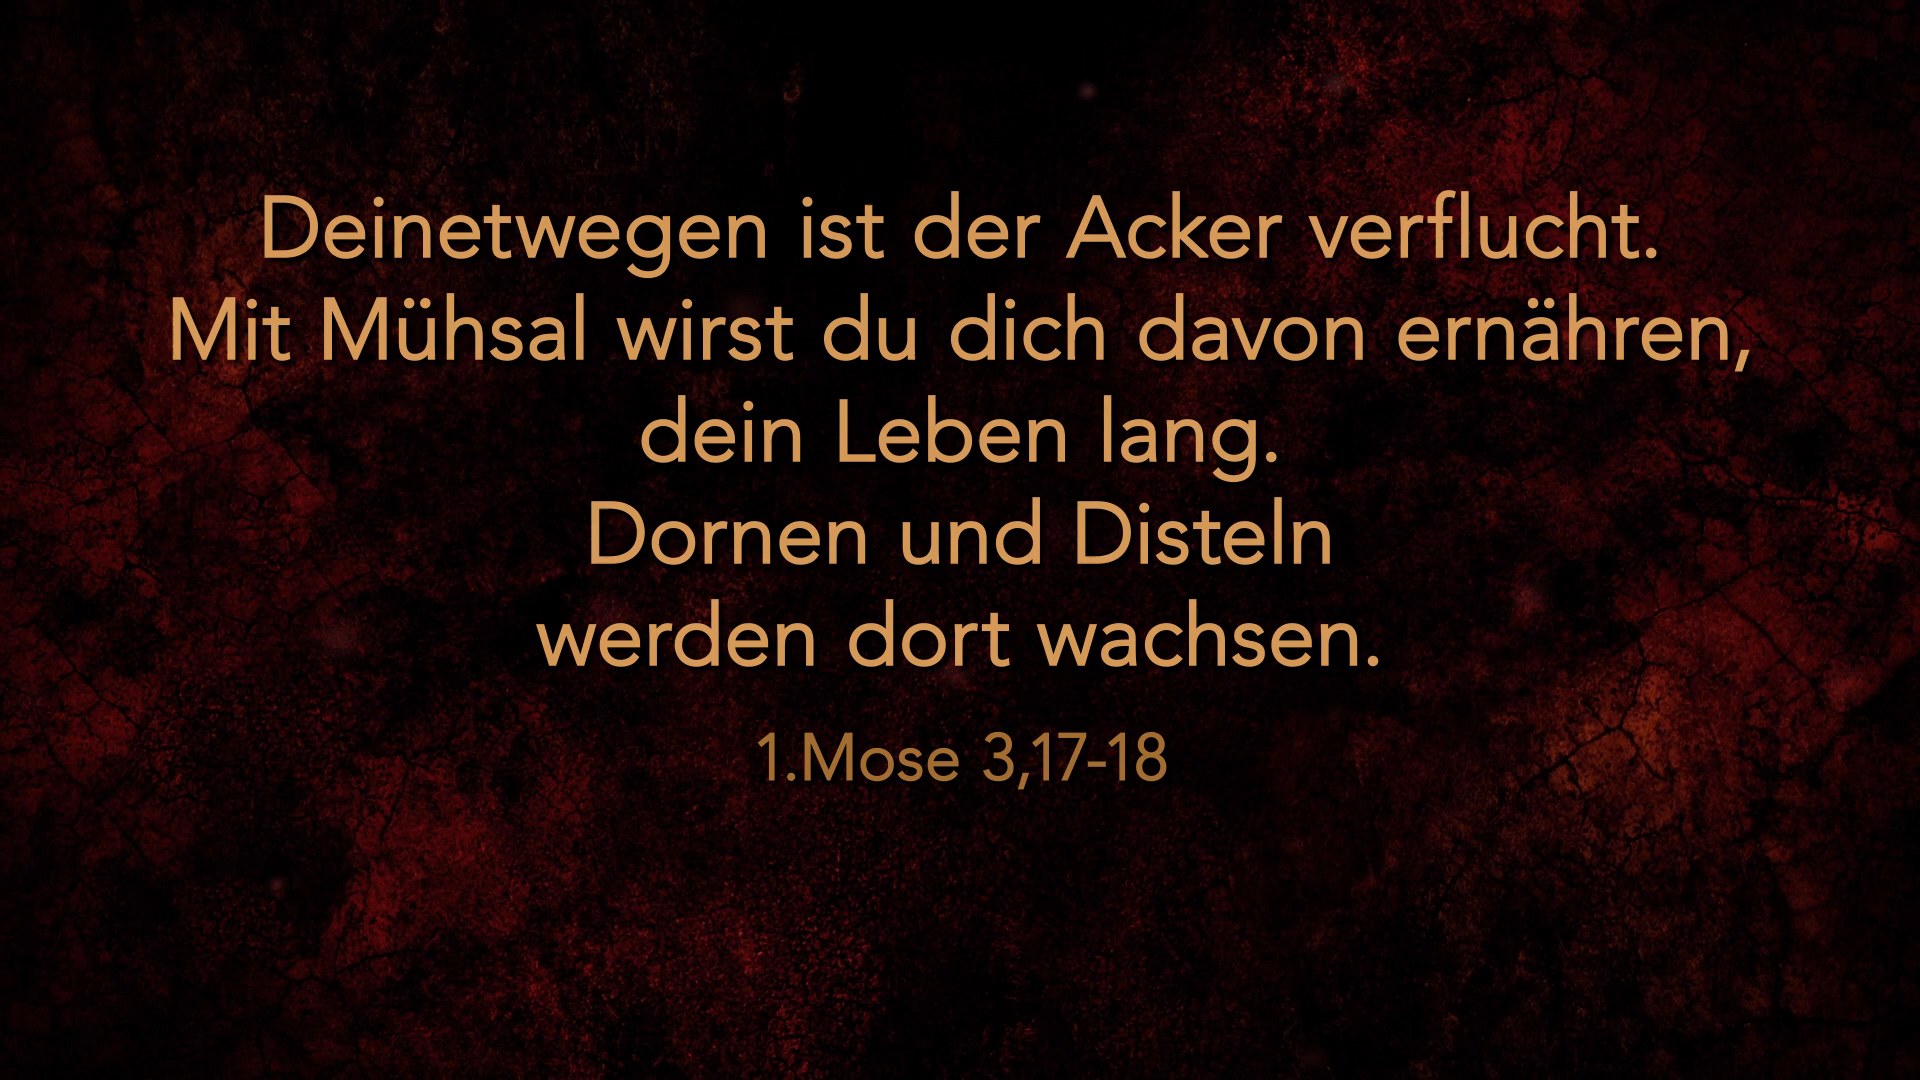 Deinetwegen ist der Acker verflucht.
Mit Mühsal wirst du dich davon ernähren,
dein Leben lang.
Dornen und Disteln
werden dort wachsen.
1.Mose 3,17-18